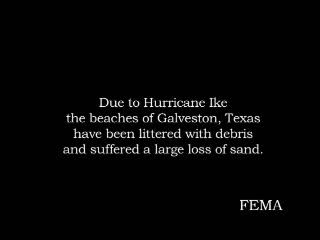 Due to Hurricane Ike
the beaches of Galveston, Texas
have been littered with debris
and suffered a large loss of sand.
FEMA